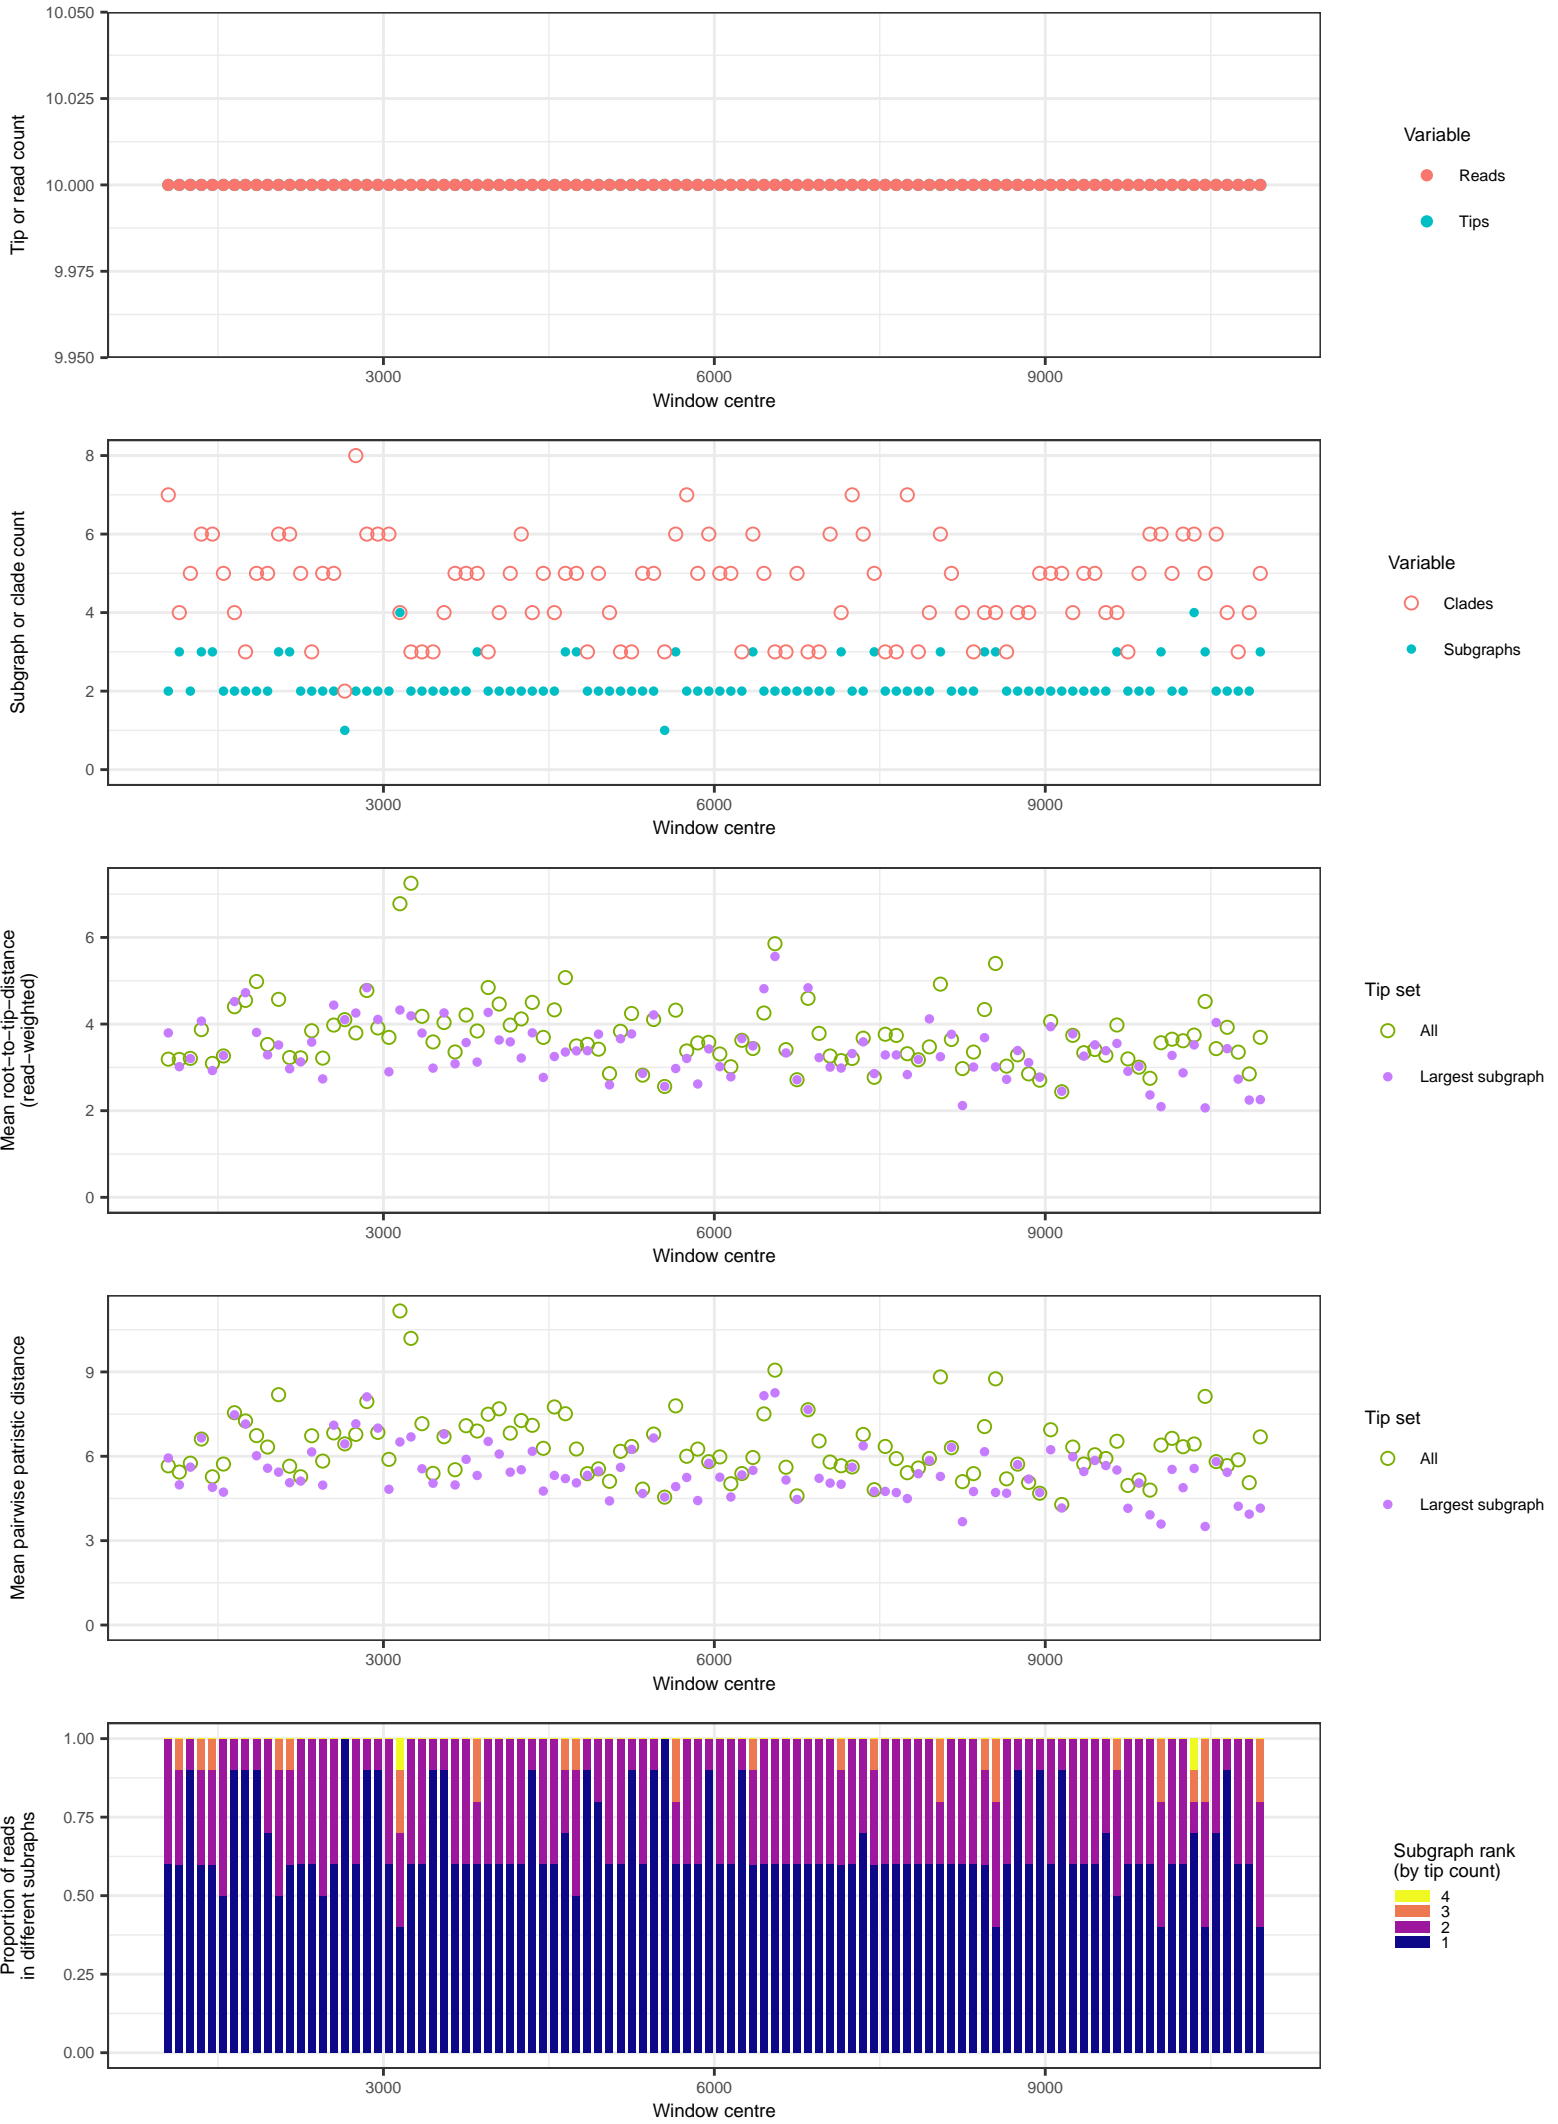 10.050
10.025
10.000
9.975
9.950
Tip or read count
3000
6000
9000
Window centre
Variable
Reads
Tips
8
6
4
2
0
Subgraph or clade count
3000
6000
9000
Window centre
Variable
Clades
Subgraphs
6
4
2
0
Mean root−to−tip−distance
(read−weighted)
3000
6000
9000
Window centre
Tip set
All
Largest subgraph
9
6
3
0
Mean pairwise patristic distance
3000
6000
9000
Window centre
Tip set
All
Largest subgraph
1.00
0.75
0.50
0.25
0.00
Proportion of reads
in different subraphs
3000
6000
9000
Window centre
Subgraph rank
(by tip count)
4
3
2
1